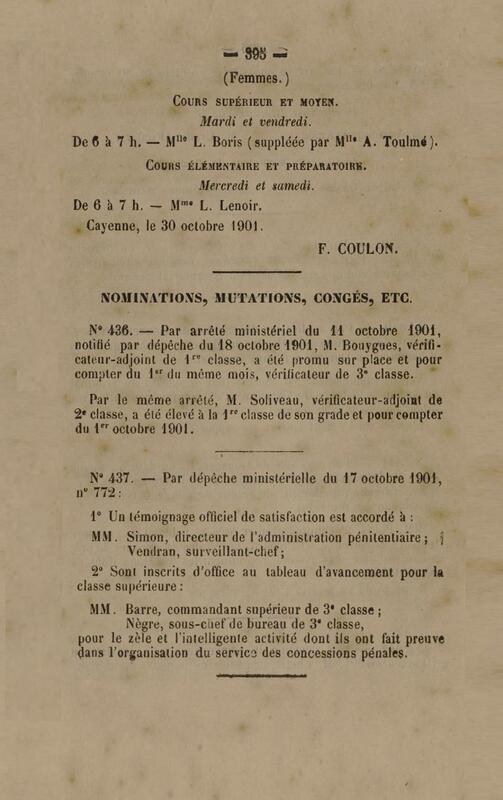 — 395 —
(Femmes.)
COURS SUPÉRIEUR ET MOYEN.
Mardi et vendredi.
De 6 à 7 h. — Mlle L. Boris (suppléée par Mlle A. Toulmé).
COURS ÉLÉMENTAIRE ET PRÉPARATOIRE.
Mercredi et samedi.
De 6 à 7 h. — Mme L. Lenoir.
Cayenne, le 30 octobre 1901.
F. COULON.
NOMINATIONS, MUTATIONS, CONGÉS, ETC.
N° 436. — Par arrêté ministériel du 11 octobre 1901,
notifié par dépêche du 18 octobre 1901, M. Bouygues, vérifi-
cateur-adjoint de 1re classe, a été promu sur place et pour
compter du 1er du même mois, vérificateur de 3e classe.
Par le même arrêté, M. Soliveau, vérificateur-adjoint de
2e classe, a été élevé à la 1re classe de son grade et pour compter
du 1er octobre 1901.
N° 437. — Par dépêche ministérielle du 17 octobre 1901,
n° 772 :
1° Un témoignage officiel de satisfaction est accordé à :
MM. Simon, directeur de l'administration pénitentiaire ;
Vendran, surveillant-chef ;
2° Sont inscrits d'office au tableau d'avancement pour la
classe supérieure :
MM. Barre, commandant supérieur de 3e classe ;
Nègre, sous-chef de bureau de 3e classe,
pour le zèle et l'intelligente activité dont ils ont fait preuve
dans l'organisation du service des concessions pénales.